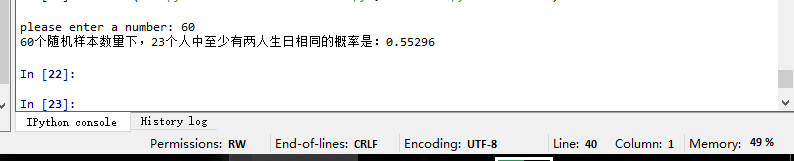 please enter a number: 60
60个随机样本数量下，23个人中至少有两人生日相同的概率是：0.55296
In [22]:
In [23]:
IPython console History log
Permissions: RW End-of-lines: CRLF Encoding: UTF-8 Line: 40 Column: 1 Memory: 49 %